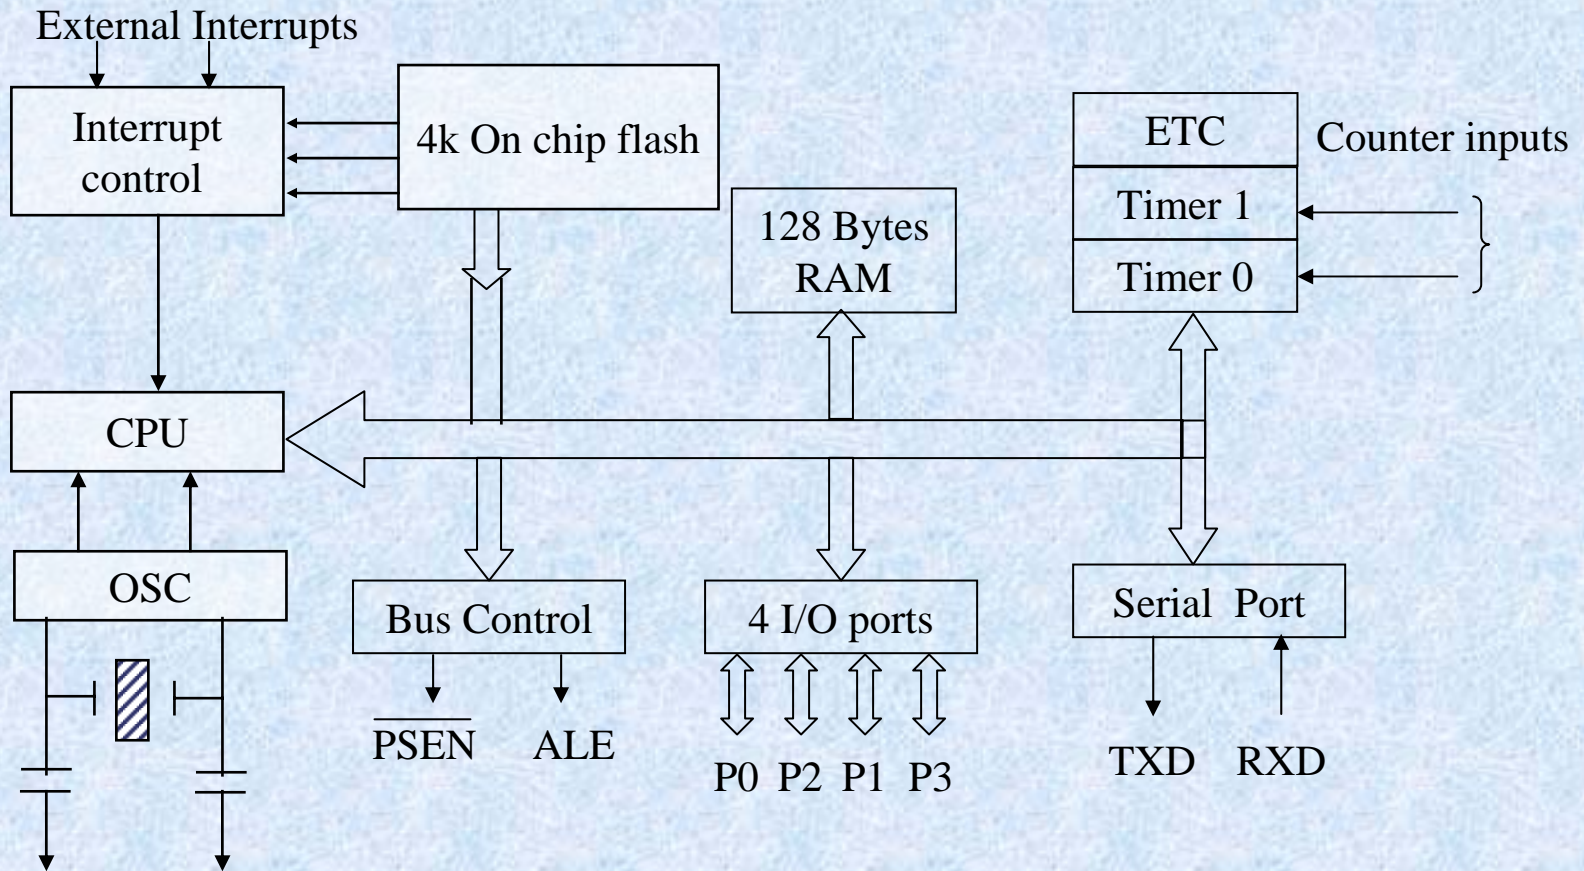 External Interrupts
Interrupt
control
4k On chip flash
ETC
Counter inputs
Timer 1
Timer 0
128 Bytes
RAM
CPU
OSC
Bus Control
4 I/O ports
Serial Port
PSEN
ALE
P0 P2 P1 P3
TXD
RXD